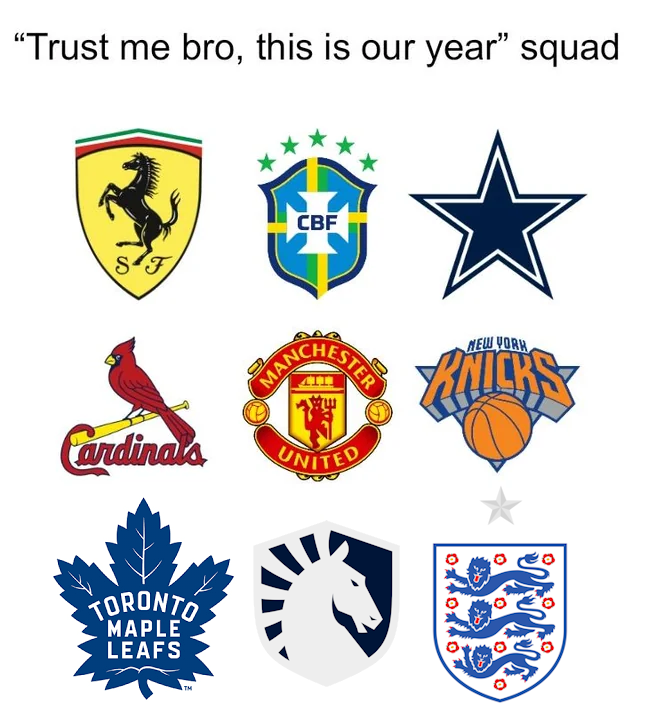 “Trust me bro, this is our year” squad
S F
CBF
Cardinals
MANCHESTER
UNITED
NEW YORK
KNICKS
TORONTO
MAPLE
LEAFS
TM